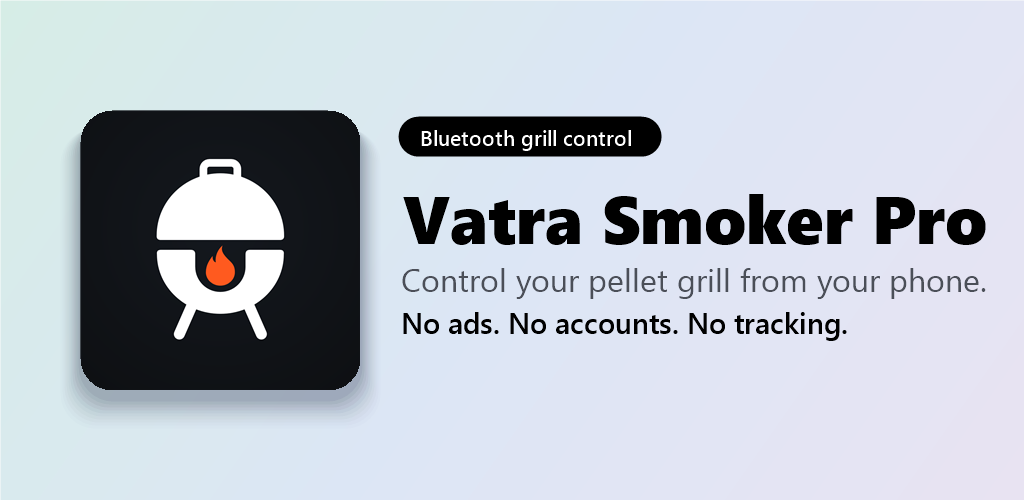 Bluetooth grill control
Vatra Smoker Pro
Control your pellet grill from your phone.
No ads. No accounts. No tracking.